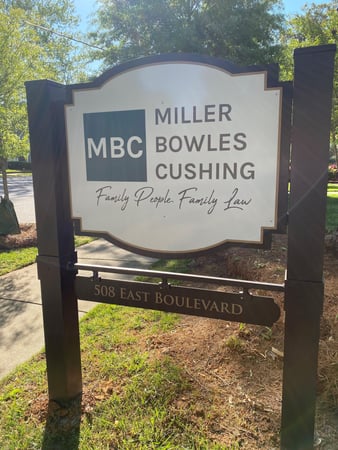 MBC
MILLER
BOWLES
CUSHING
Family People. Family Law
508 East Boulevard